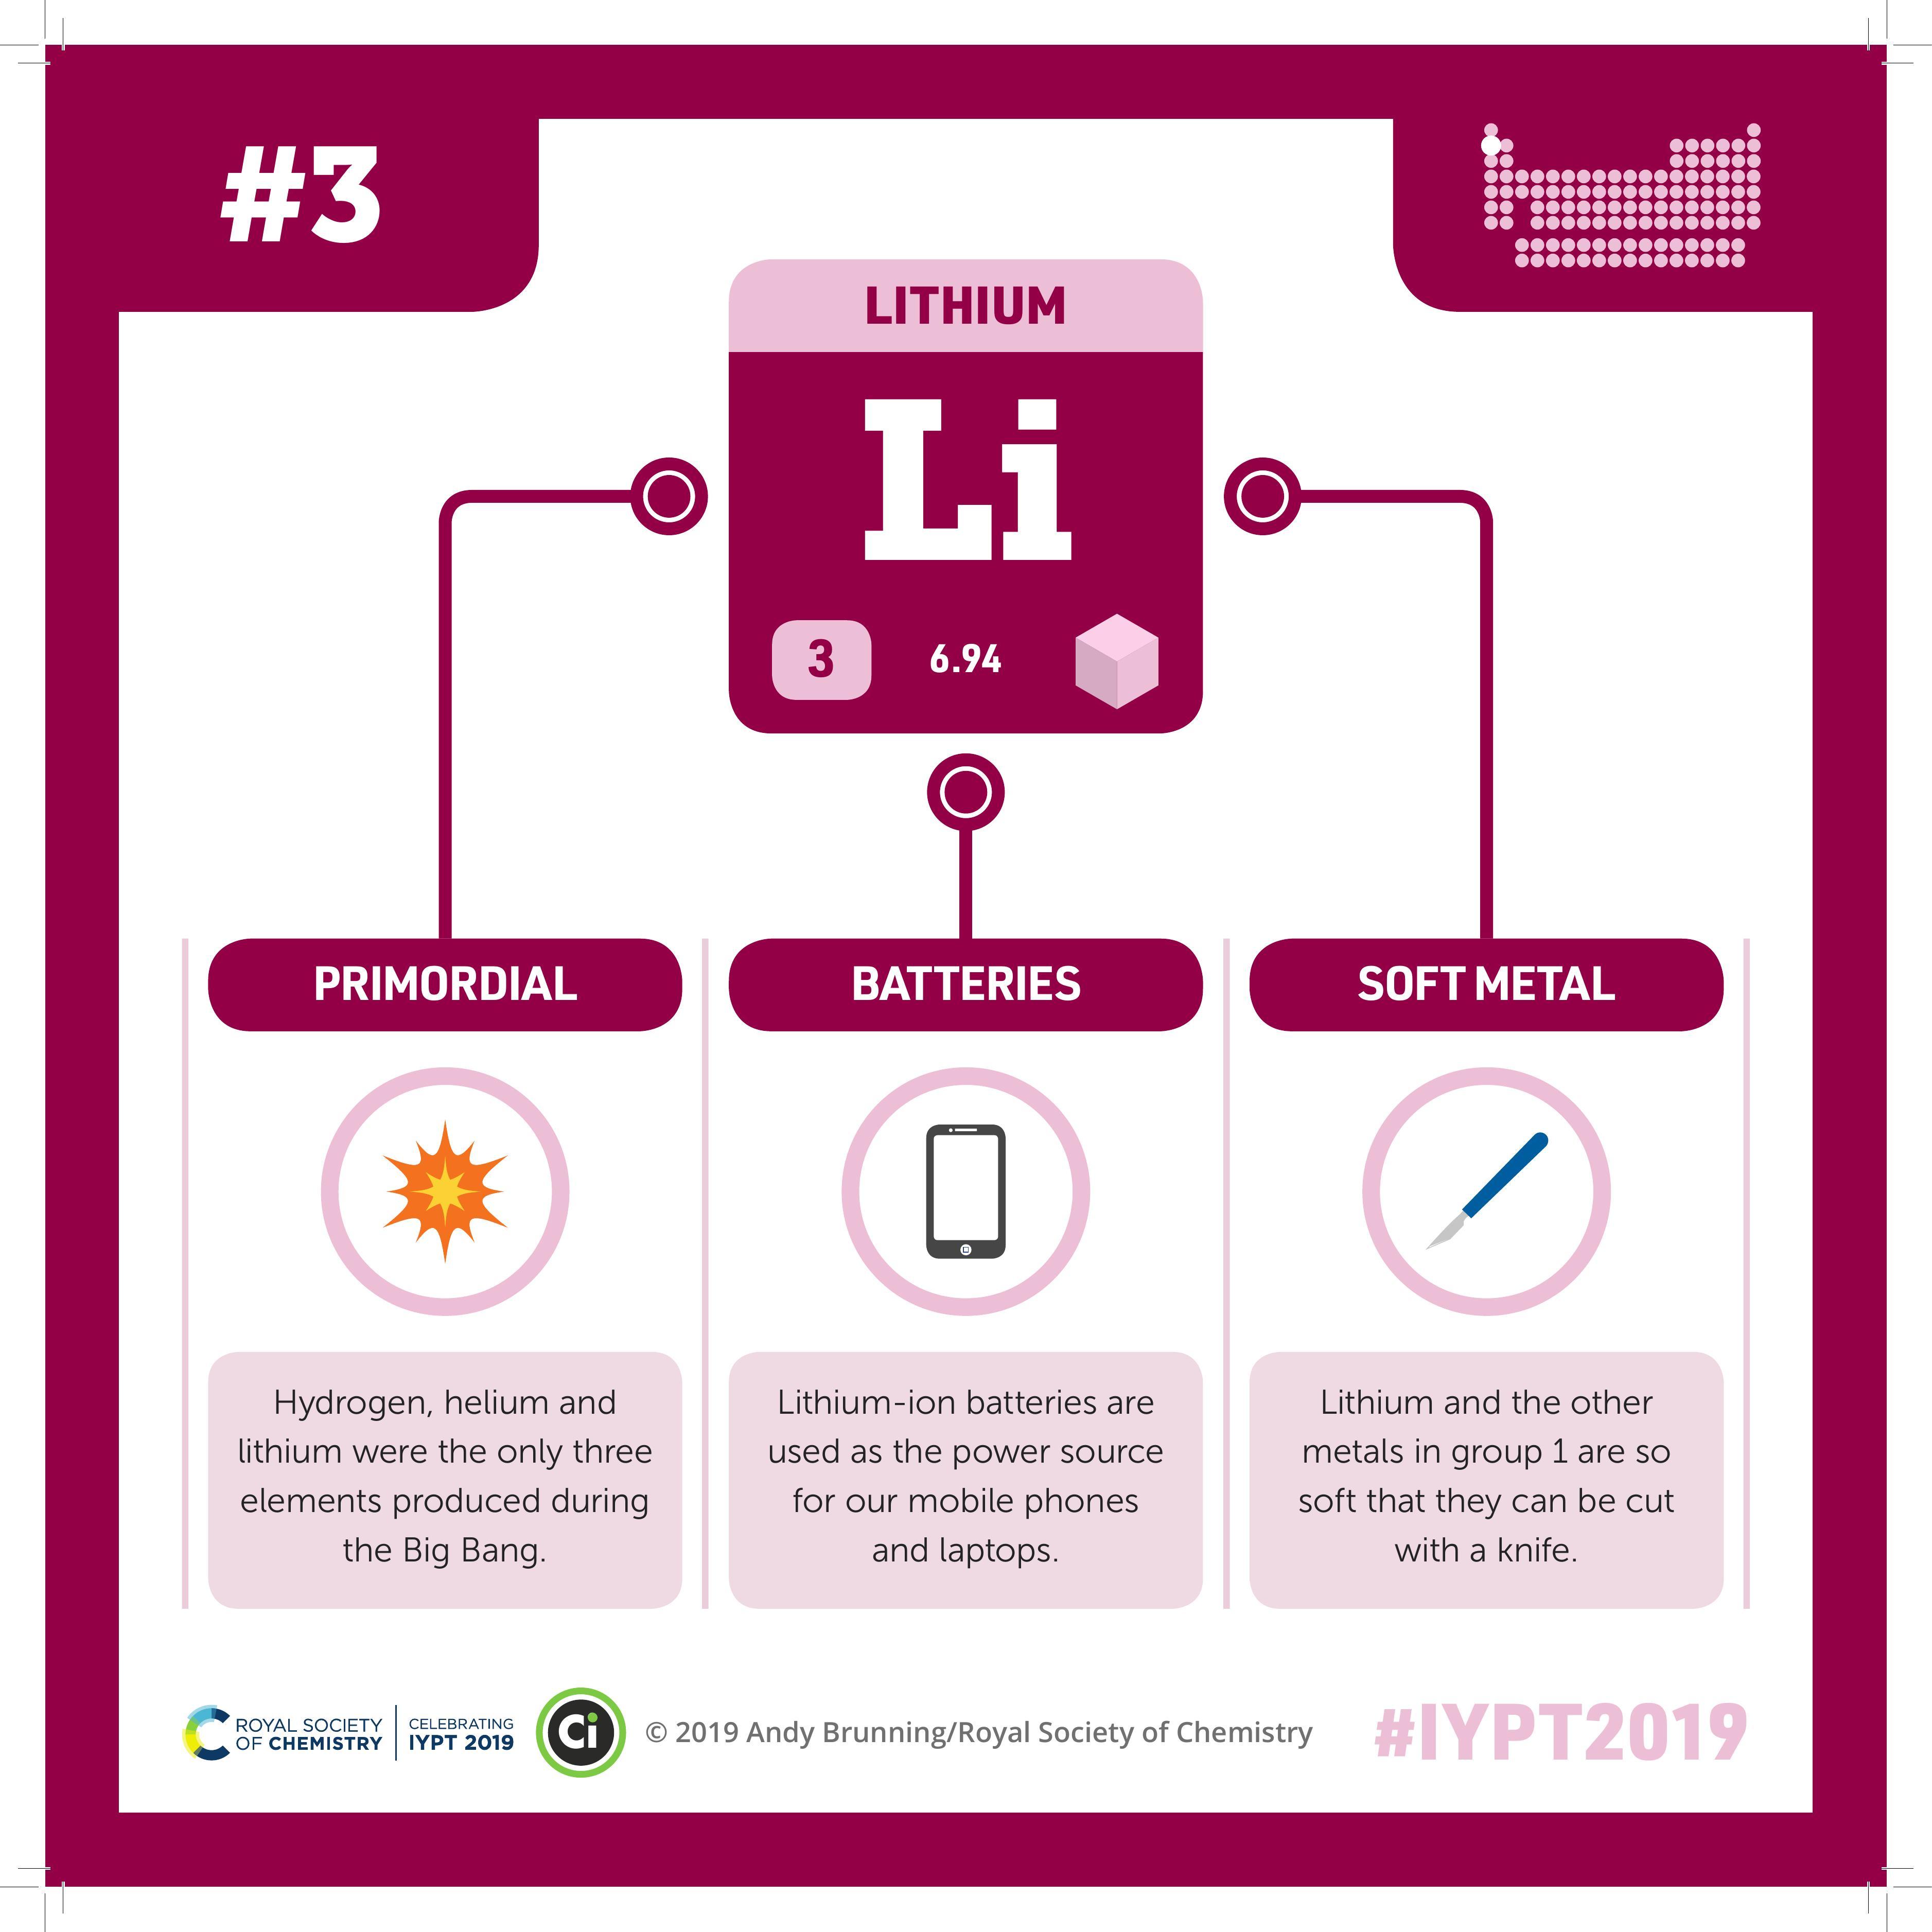 #3
LITHIUM
Li
3
6.94
PRIMORDIAL
Hydrogen, helium and
lithium were the only three
elements produced during
the Big Bang.
BATTERIES
Lithium-ion batteries are
used as the power source
for our mobile phones
and laptops.
SOFT METAL
Lithium and the other
metals in group 1 are so
soft that they can be cut
with a knife.
ROYAL SOCIETY
OF CHEMISTRY
CELEBRATING
IYPT 2019
Ci
© 2019 Andy Brunning/Royal Society of Chemistry
#IYPT2019